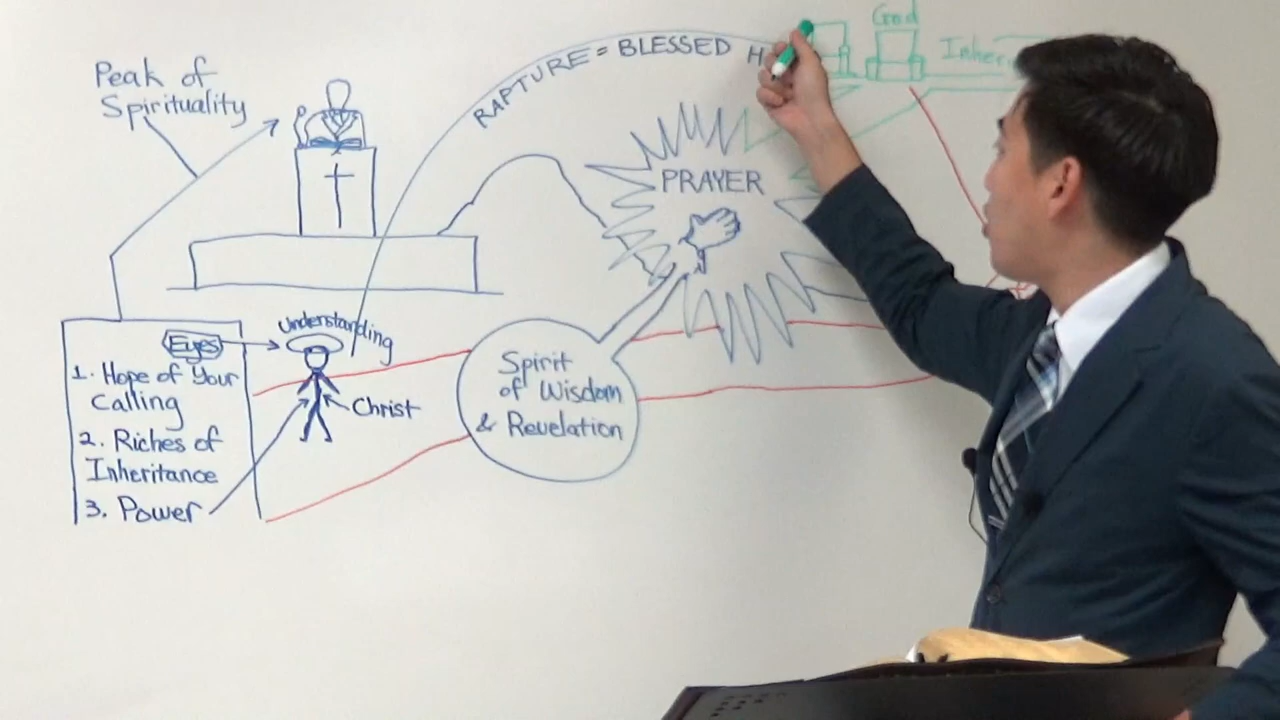 Peak of
Spirituality
RAPTURE = BLESSED H
God
PRAYER
Eyes
Understanding
1. Hope of Your
Calling
2. Riches of
Inheritance
3. Power
Christ
Spirit
of Wisdom
& Revelation